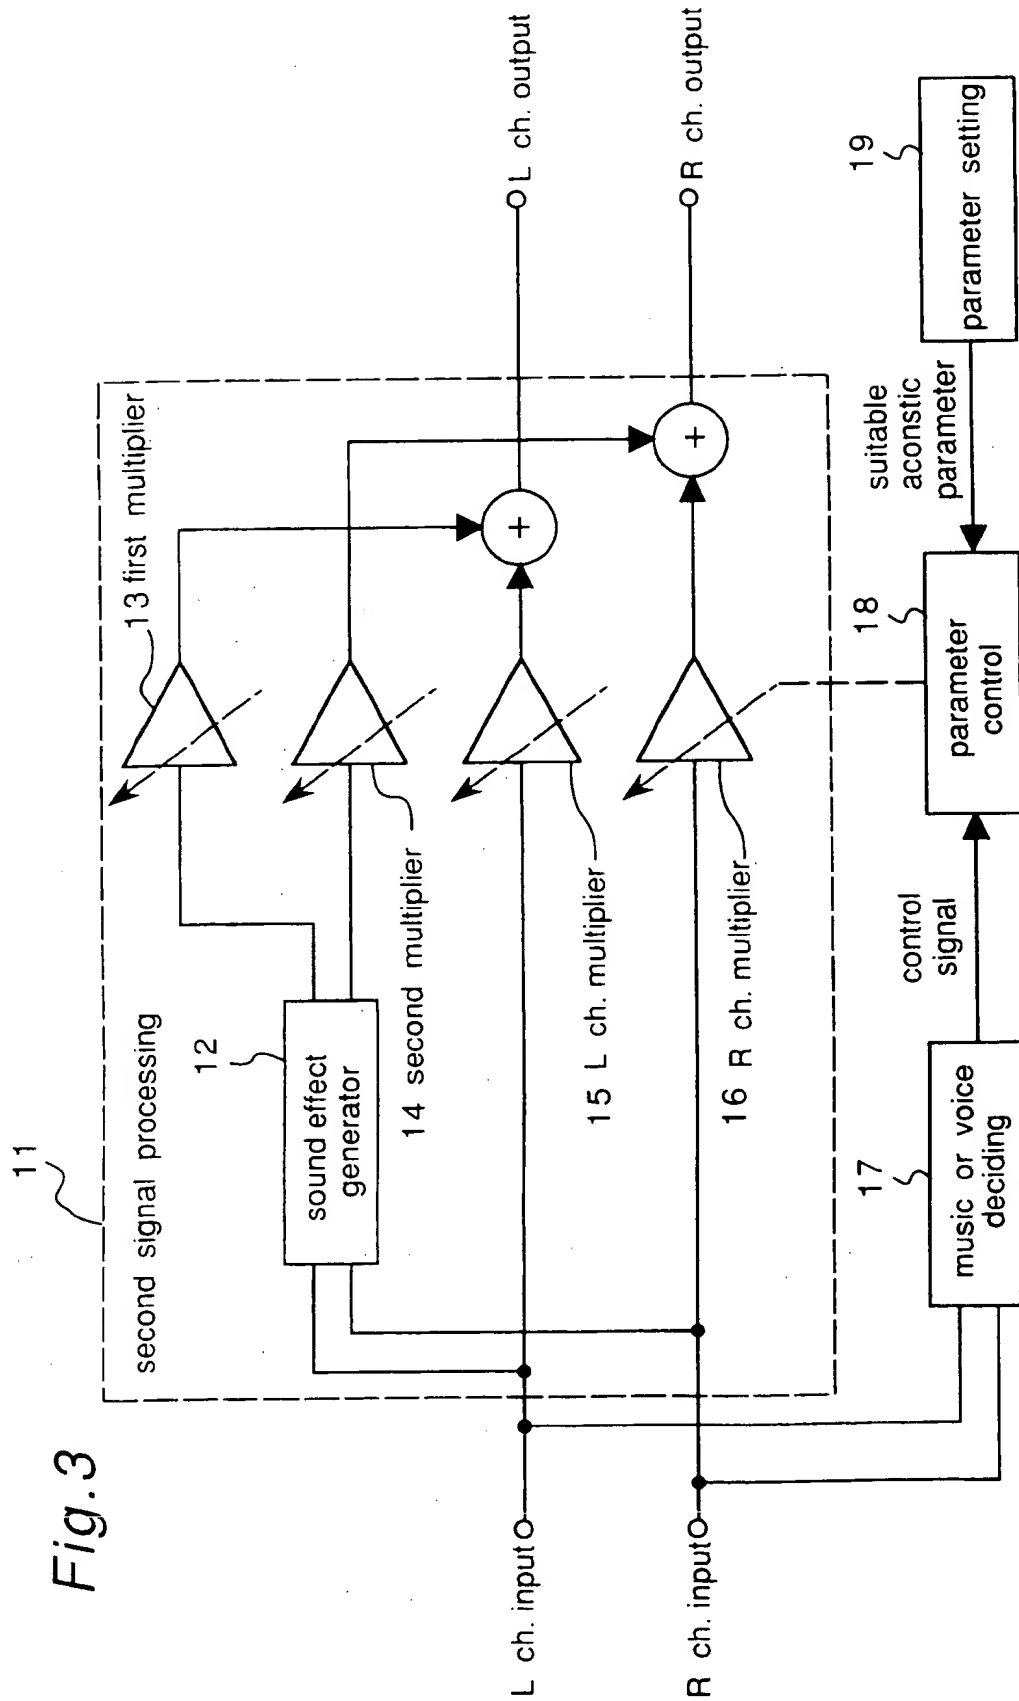 Fig.3
11
second signal processing
12
sound effect
generator
13 first multiplier
14 second multiplier
15 L ch. multiplier
16 R ch. multiplier
+
+
L ch. input
R ch. input
L ch. output
R ch. output
17
music or voice
deciding
control
signal
18
parameter
control
suitable
aconstic
parameter
19
parameter setting